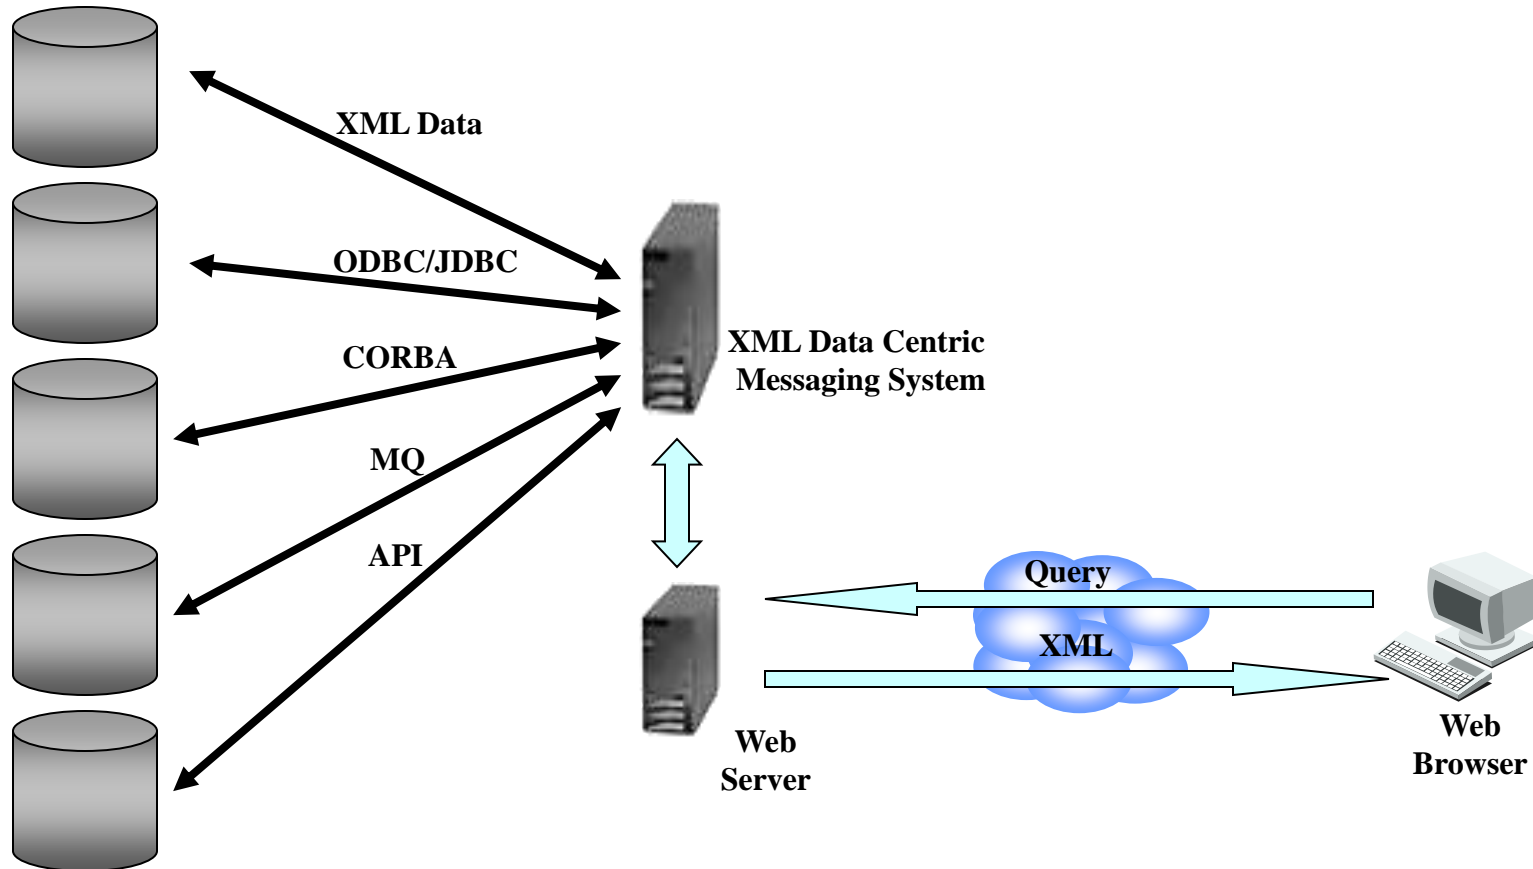 XML Data
ODBC/JDBC
CORBA
MQ
API
XML Data Centric
Messaging System
Query
XML
Web
Server
Web
Browser